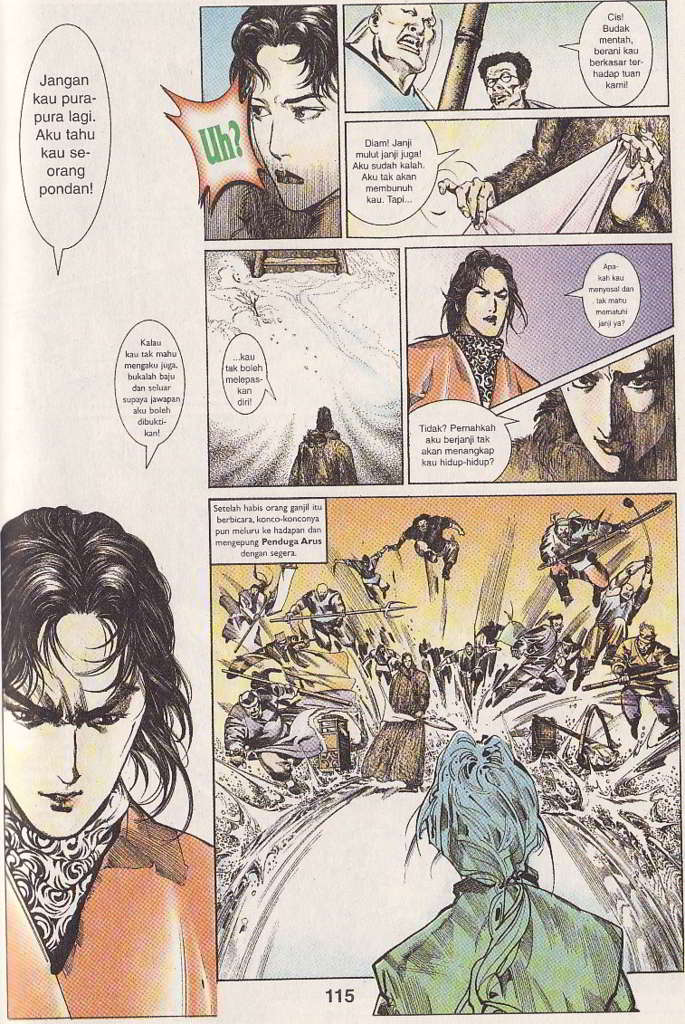 Jangan
kau pura-
pura lagi.
Aku tahu
kau se-
orang
pondan!
Uh?
Cis!
Budak
mentah,
berani kau
berkasar ter-
hadap tuan
kami!
Diam! Janji
mulut janji juga!
Aku sudah kalah.
Aku tak akan
membunuh
kau. Tapi...
...kau
tak boleh
melepas-
kan
diri!
Apa-
kah kau
menyesal dan
tak mahu
mematuhi
janji ya?
Tidak? Pernahkah
aku berjanji tak
akan menangkap
kau hidup-hidup?
Kalau
kau tak mahu
mengaku juga,
bukalah baju
dan seluar
supaya jawapan
aku boleh
dibukti-
kan!
Setelah habis orang ganjil itu
berbicara, konco-konconya
pun meluru ke hadapan dan
mengepung Penduga Arus
dengan segera.
115